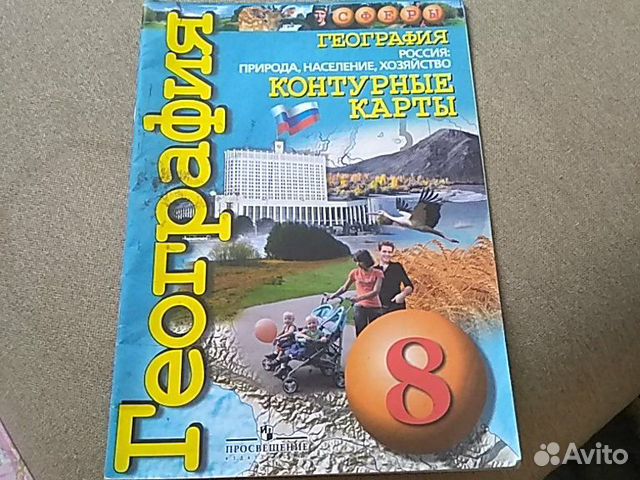 СФЕРЫ
ГЕОГРАФИЯ
РОССИЯ:
ПРИРОДА, НАСЕЛЕНИЕ, ХОЗЯЙСТВО
КОНТУРНЫЕ
КАРТЫ
География
8
ПРОСВЕЩЕНИЕ
Avito